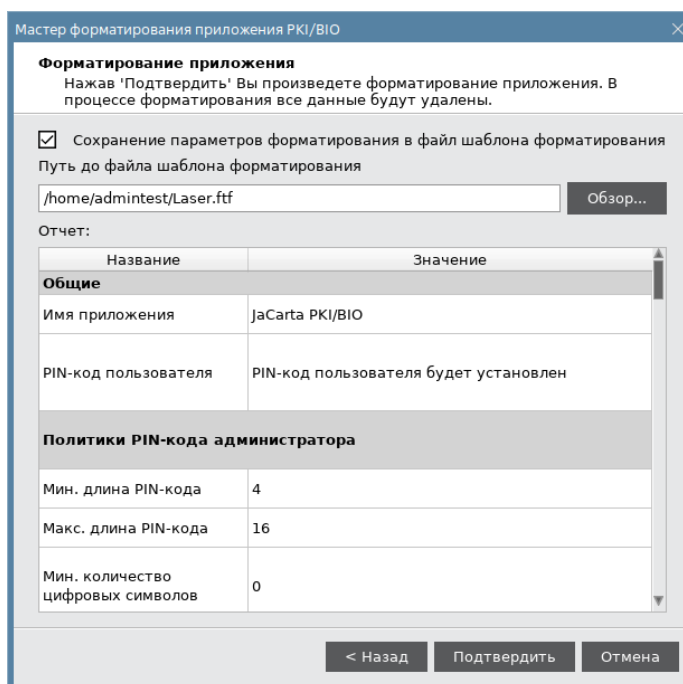 Мастер форматирования приложения PKI/BIO
Форматирование приложения
Нажав 'Подтвердить' Вы произведете форматирование приложения. В
процессе форматирования все данные будут удалены.
Сохранение параметров форматирования в файл шаблона форматирования
Путь до файла шаблона форматирования
/home/admintest/Laser.ftf
Обзор...
Отчет:
Название Значение
Общие
Имя приложения JaCarta PKI/BIO
PIN-код пользователя PIN-код пользователя будет установлен
Политики PIN-кода администратора
Мин. длина PIN-кода 4
Макс. длина PIN-кода 16
Мин. количество
цифровых символов 0
< Назад Подтвердить Отмена